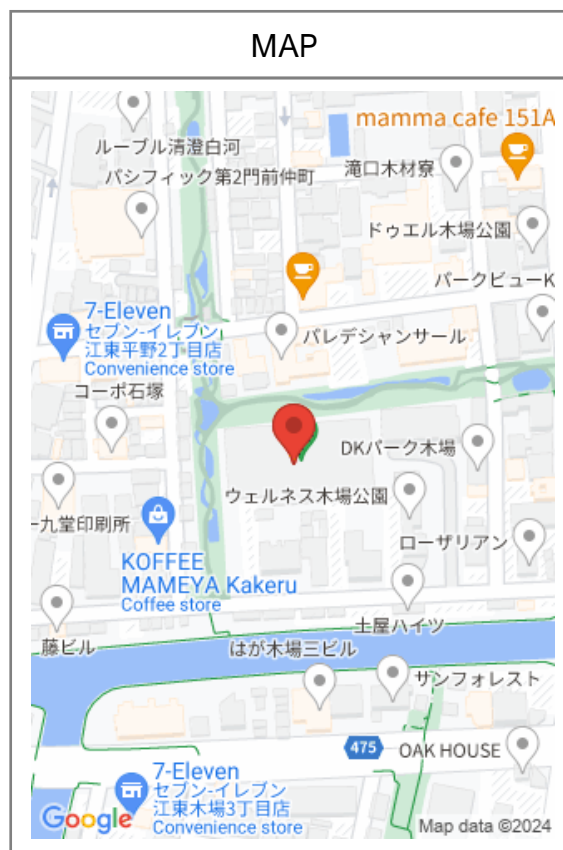 MAP
mamma cafe 151A
ルーブル清澄白河
滝口木材寮
パシフィック第2門前仲町
ドゥエル木場公園
パークビューK
7-Eleven
セブン-イレブン
江東平野2丁目店
Convenience store
パレデシャンサール
コーポ石塚
DKパーク木場
ウェルネス木場公園
一九堂印刷所
ローザリアン
KOFFEE
MAMEYA Kakeru
Coffee store
土屋ハイツ
藤ビル
はが木場三ビル
サンフォレスト
475
OAK HOUSE
7-Eleven
セブン-イレブン
江東木場3丁目店
Convenience store
Google
Map data ©2024